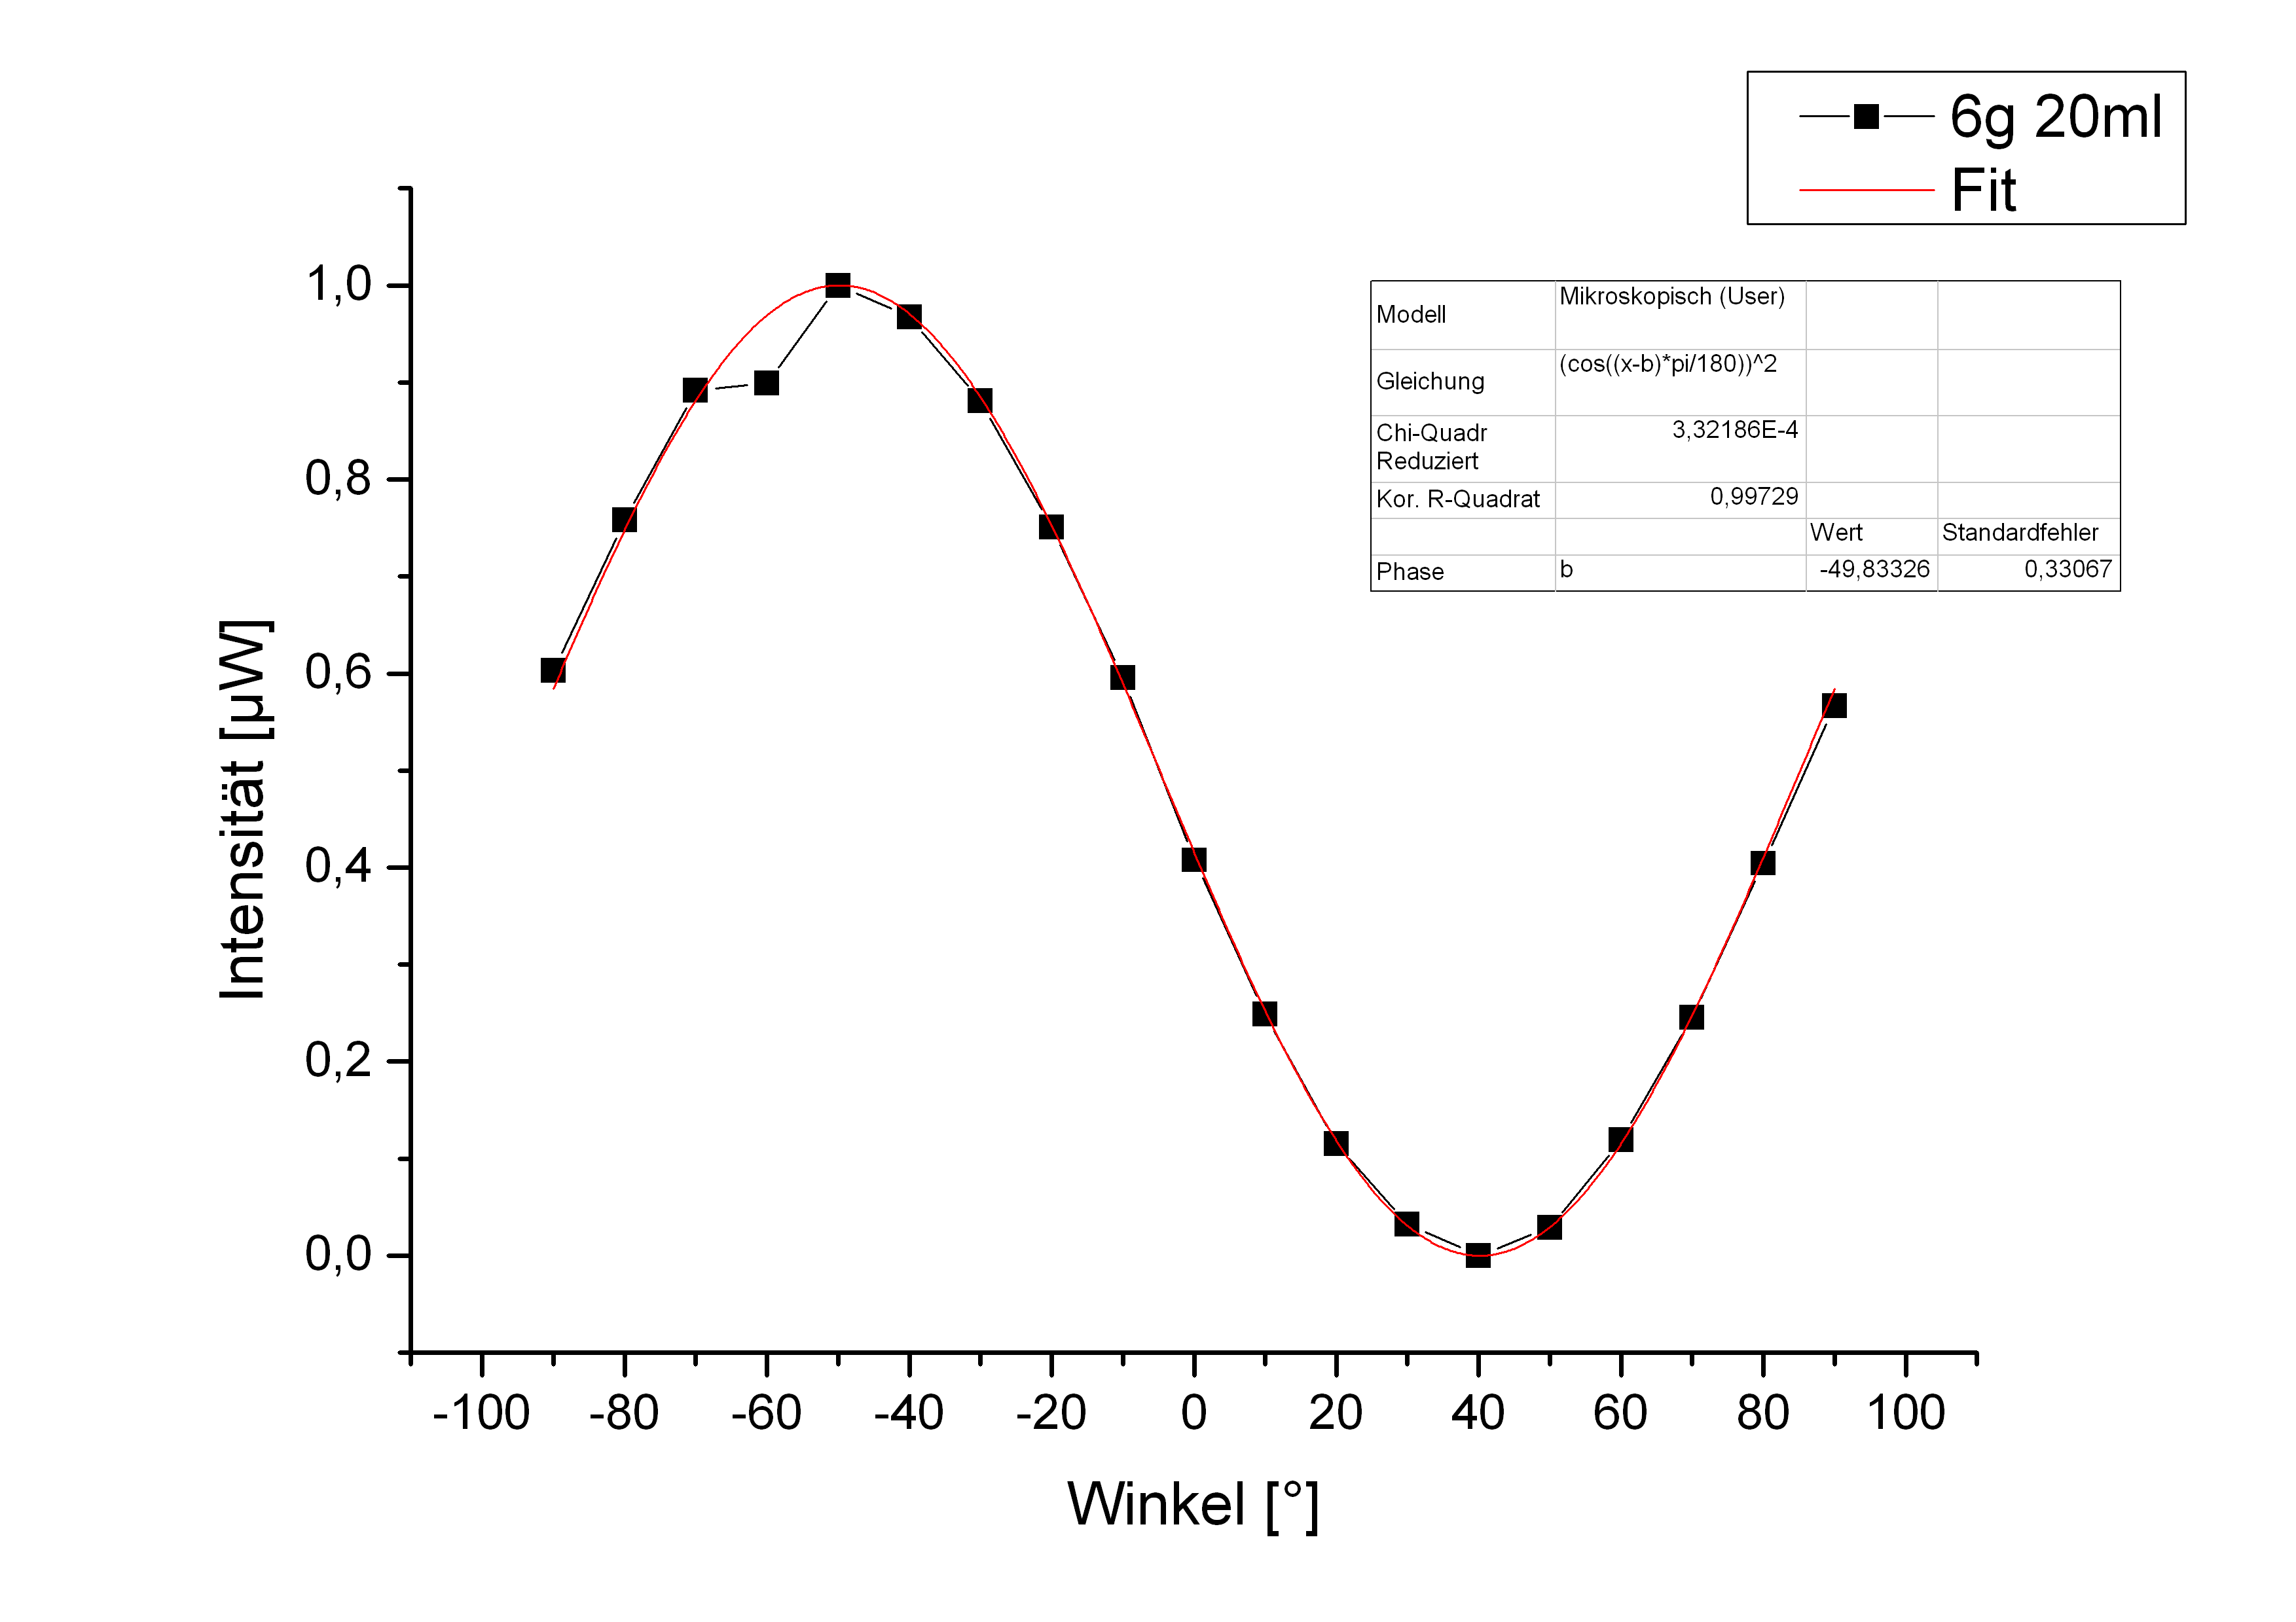 6g 20ml
Fit
1,0
0,8
0,6
0,4
0,2
0,0
Intensität [µW]
-100 -80 -60 -40 -20 0 20 40 60 80 100
Winkel [°]
Modell Mikroskopisch (User)
Gleichung (cos((x-b)*pi/180))^2
Chi-Quadr 3,32186E-4
Reduziert
Kor. R-Quadrat 0,99729
Wert Standardfehler
Phase b -49,83326 0,33067